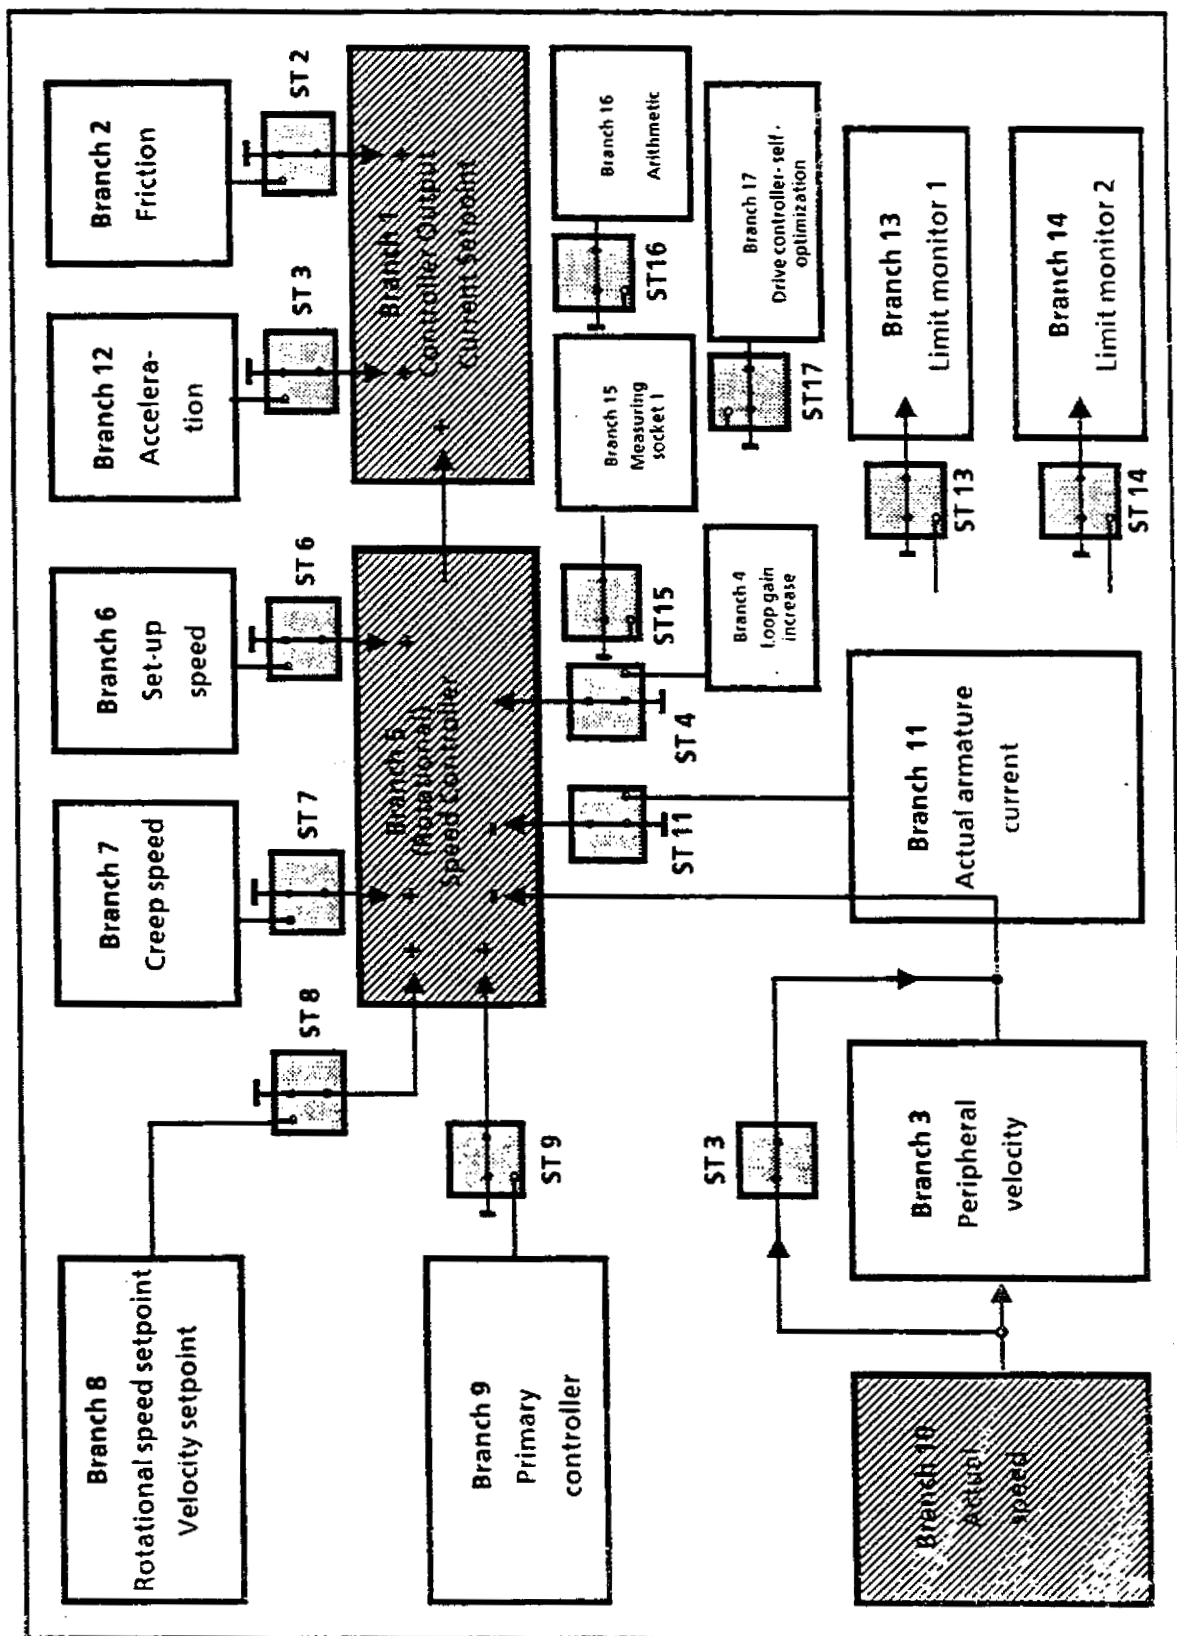 Branch 8
Rotational speed setpoint
Velocity setpoint
ST 8
Branch 7
Creep speed
ST 7
Branch 6
Set-up
speed
ST 6
Branch 12
Accelera-
tion
ST 3
Branch 2
Friction
ST 2
Branch 9
Primary
controller
ST 9
Branch 5
(Rotational)
Speed Controller
+
+
+
+
-
-
Branch 1
Controller Output
Current Setpoint
+
+
+
ST 11
ST 4
ST15
Branch 15
Measuring
socket 1
ST16
Branch 16
Arithmetic
Branch 4
Loop gain
increase
ST17
Branch 17
Drive controller- self -
optimization
Branch 10
Actual
speed
ST 3
Branch 3
Peripheral
velocity
Branch 11
Actual armature
current
ST 13
Branch 13
Limit monitor 1
ST 14
Branch 14
Limit monitor 2